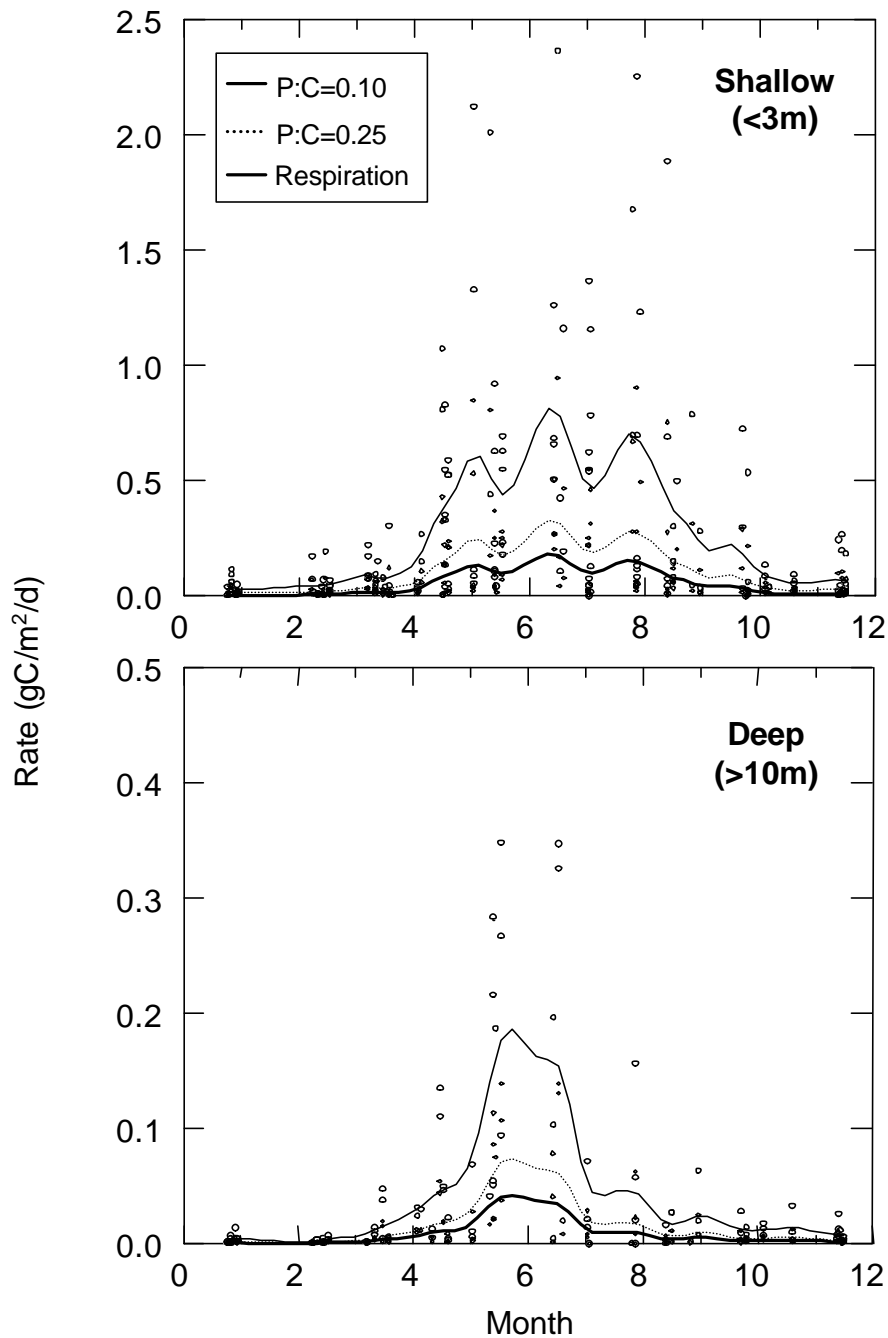 2.5
2.0
1.5
1.0
0.5
0.0
P:C=0.10
P:C=0.25
Respiration
Shallow
(<3m)
0 2 4 6 8 10 12
Rate (gC/m²/d)
0.5
0.4
0.3
0.2
0.1
0.0
Deep
(>10m)
0 2 4 6 8 10 12
Month